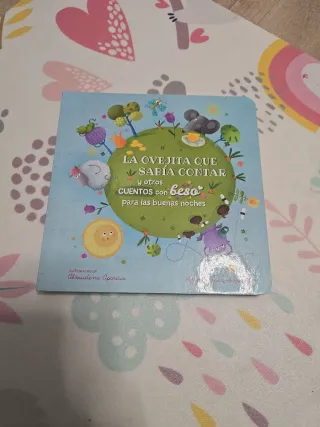 LA OVEJITA QUE
SABÍA CONTAR
y otros
CUENTOS con beso
para las buenas noches